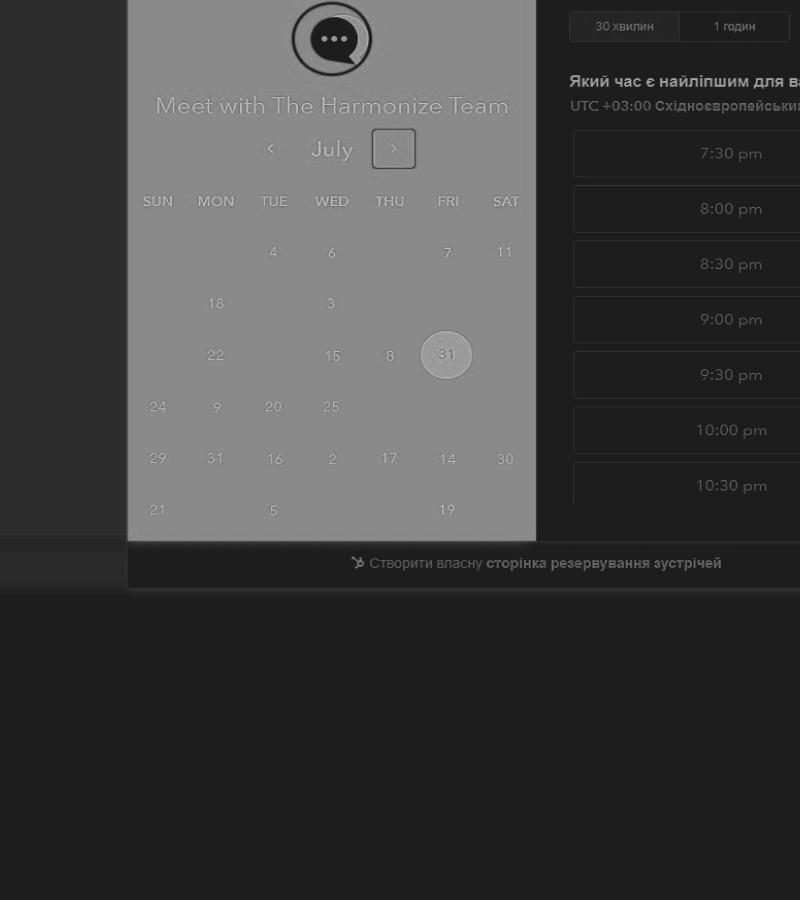 30 хвилин 1 годин
Який час є найліпшим для
UTC +03:00 Східноєвропейський
Meet with The Harmonize Team
July
SUN MON TUE WED THU FRI SAT
4 6 7 11
18 3
22 15 8 31
24 9 20 25
29 31 16 2 17 14 30
21 5 19
7:30 pm
8:00 pm
8:30 pm
9:00 pm
9:30 pm
10:00 pm
10:30 pm
Створити власну сторінка резервування зустрічей